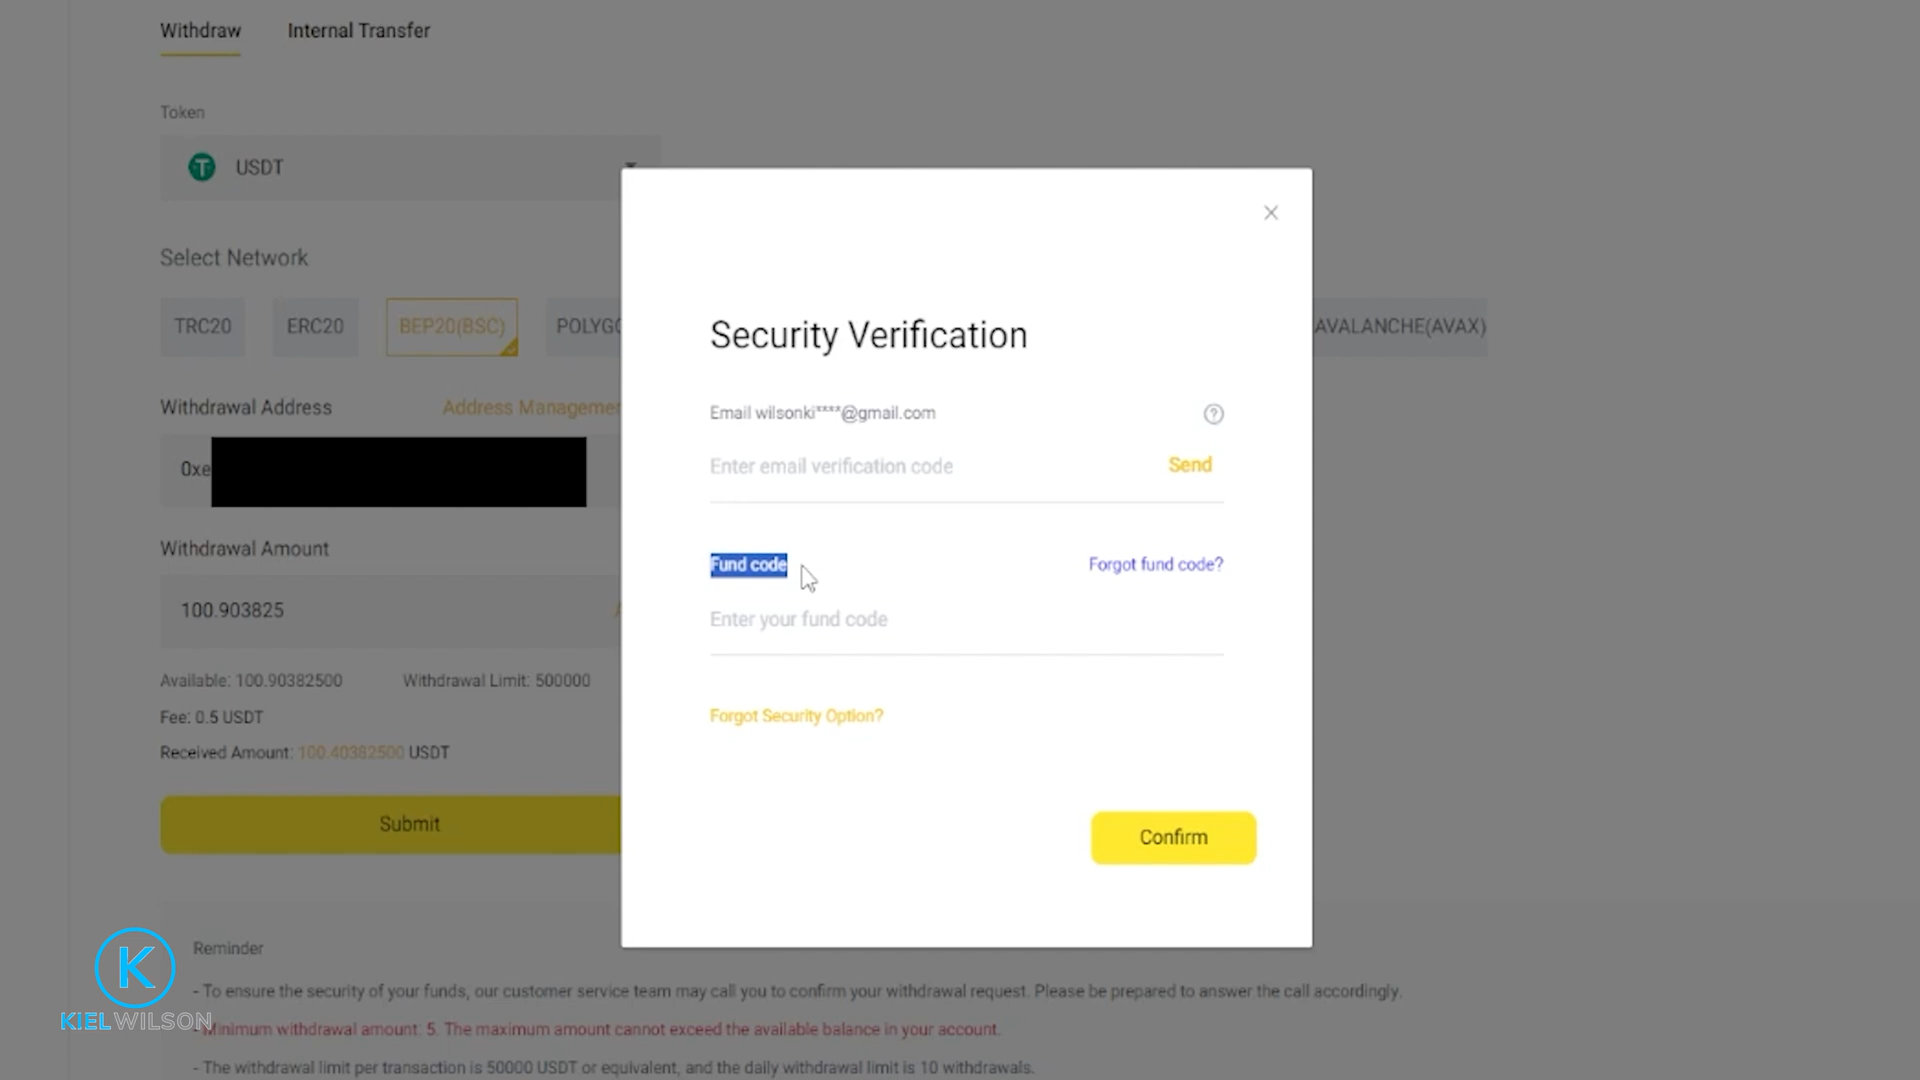 Withdraw Internal Transfer
Token
USDT
Select Network
TRC20 ERC20 BEP20(BSC) POLYGO AVALANCHE(AVAX)
Withdrawal Address Address Managemen
0xe
Withdrawal Amount
100.903825
Available: 100.90382500 Withdrawal Limit: 500000
Fee: 0.5 USDT
Received Amount: 100.40382500 USDT
Submit
Security Verification
Email wilsonki****@gmail.com
Enter email verification code Send
Fund code Forgot fund code?
Enter your fund code
Forgot Security Option?
Confirm
Reminder
- To ensure the security of your funds, our customer service team may call you to confirm your withdrawal request. Please be prepared to answer the call accordingly.
- Minimum withdrawal amount: 5. The maximum amount cannot exceed the available balance in your account.
- The withdrawal limit per transaction is 50000 USDT or equivalent, and the daily withdrawal limit is 10 withdrawals.
K
KIELWILSON